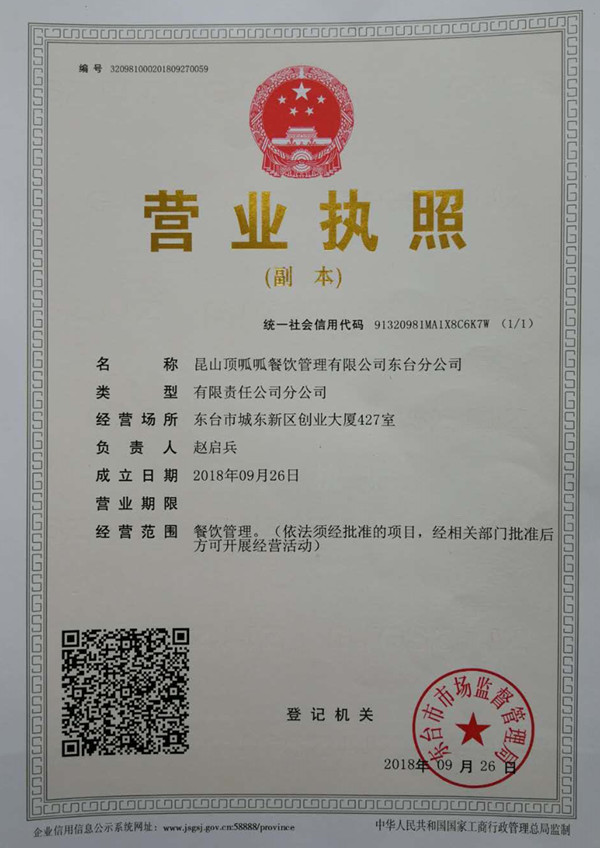 编 号 320981000201809270059
营业执照
(副 本)
统一社会信用代码 91320981MA1X8C6K7W (1/1)
名 称 昆山顶呱呱餐饮管理有限公司东台分公司
类 型 有限责任公司分公司
经营场所 东台市城东新区创业大厦427室
负 责 人 赵启兵
成立日期 2018年09月26日
营业期限
经营范围 餐饮管理。(依法须经批准的项目,经相关部门批准后
方可开展经营活动)
登记机关
东台市市场监督管理局
2018年 09 月 26 日
企业信用信息公示系统网址: www.jsgsj.gov.cn:58888/province
中华人民共和国国家工商行政管理总局监制